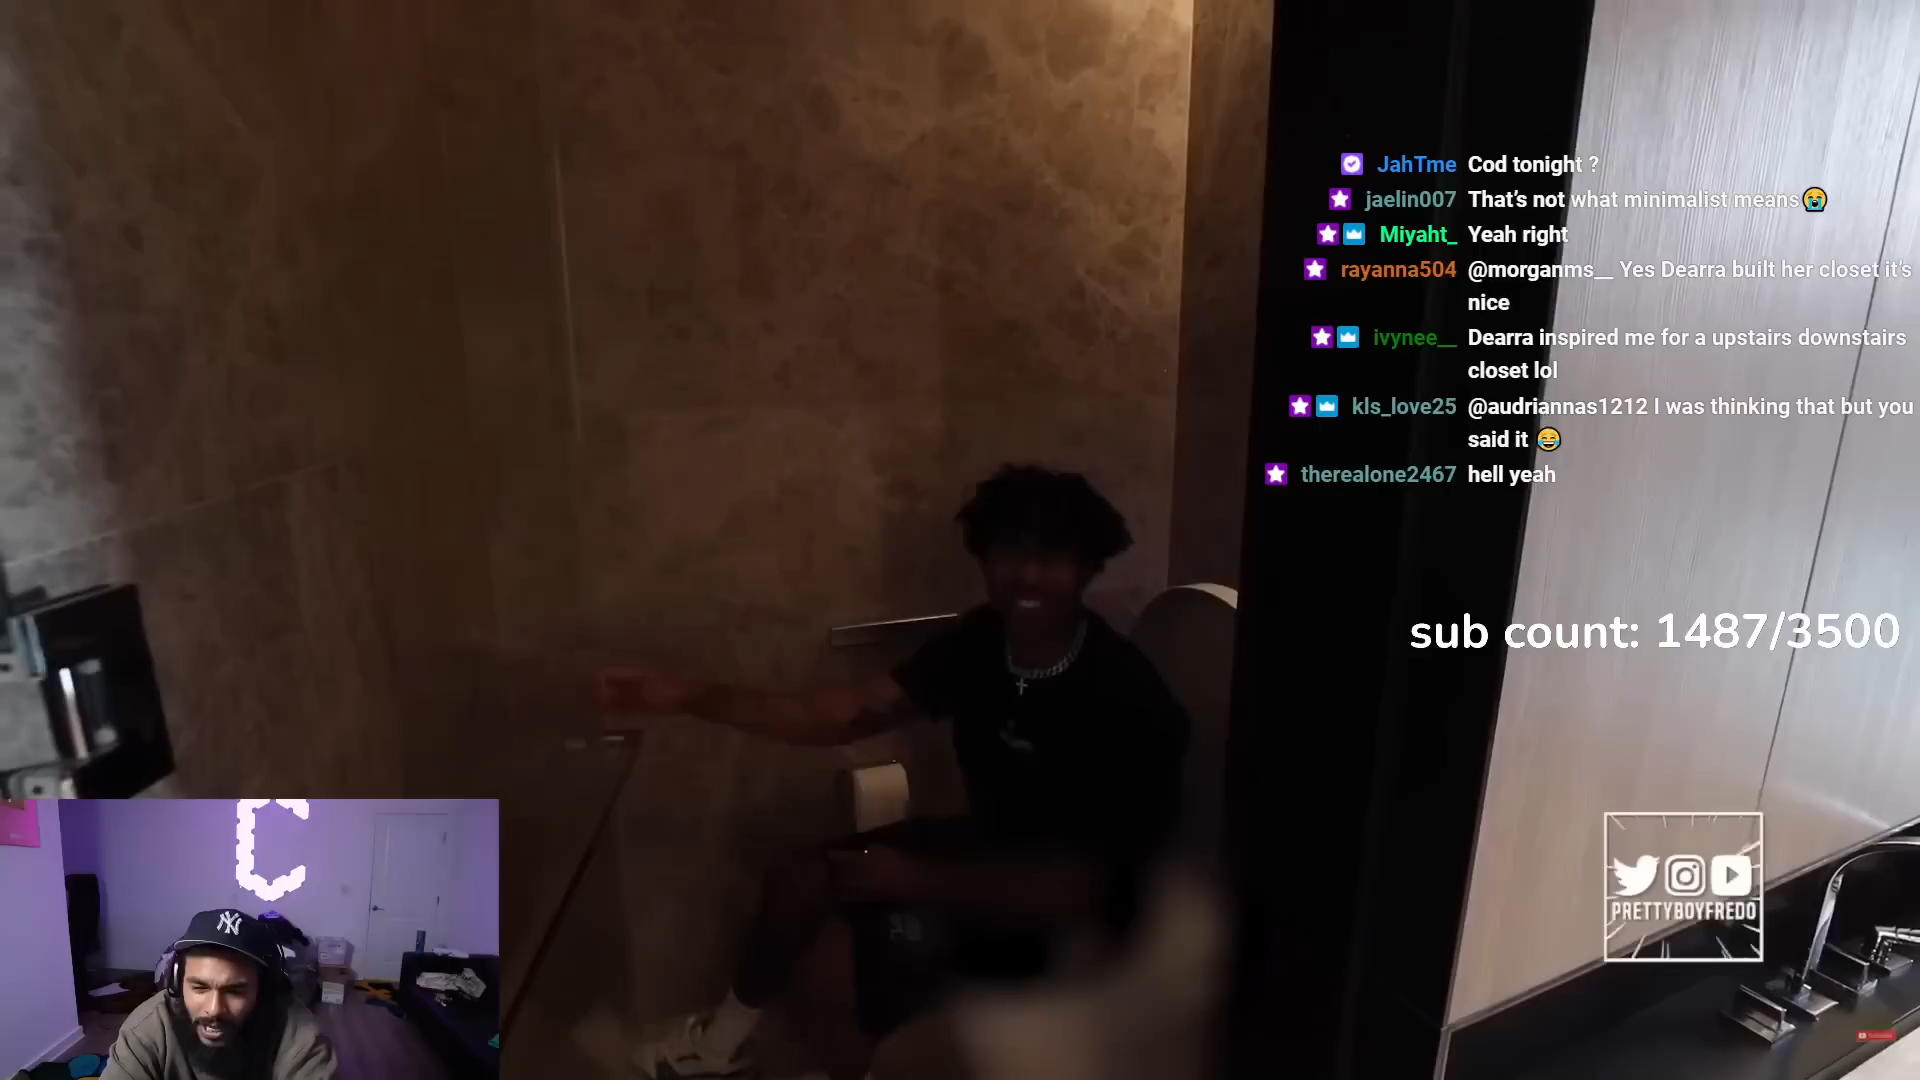 JahTme Cod tonight ?
jaelin007 That's not what minimalist means😭
Miyaht_ Yeah right
rayanna504 @morganms__ Yes Dearra built her closet it's
nice
ivynee__ Dearra inspired me for a upstairs downstairs
closet lol
kls_love25 @audriannas1212 I was thinking that but you
said it 😂
therealone2467 hell yeah
sub count: 1487/3500
PRETTYBOYFREDO
C
NY